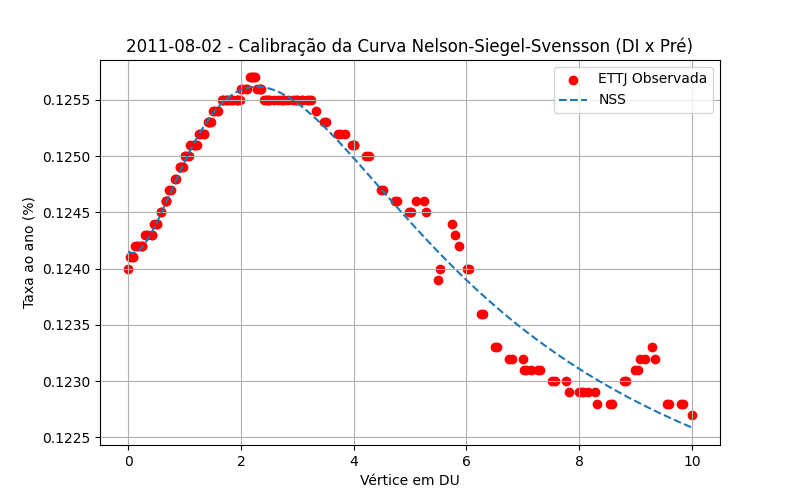 2011-08-02 - Calibração da Curva Nelson-Siegel-Svensson (DI x Pré)
ETTJ Observada
NSS
Taxa ao ano (%)
0.1255
0.1250
0.1245
0.1240
0.1235
0.1230
0.1225
0 2 4 6 8 10
Vértice em DU